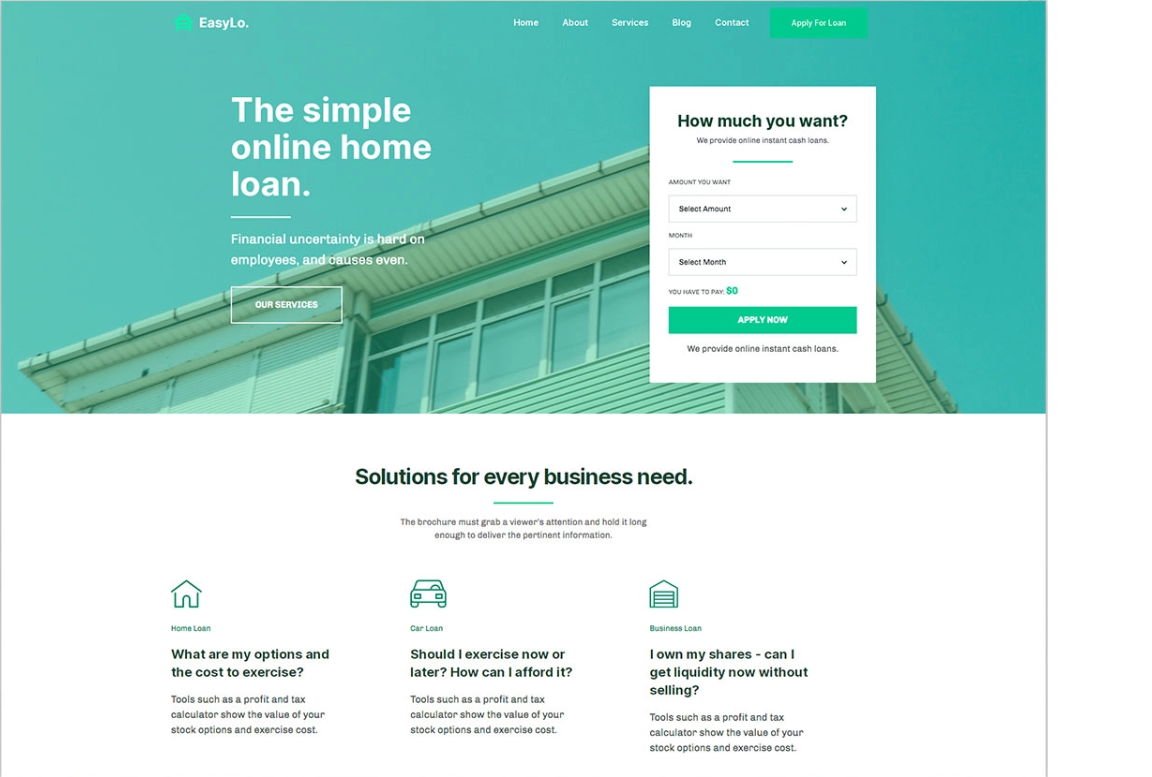 EasyLo.
Home About Services Blog Contact Apply For Loan
The simple
online home
loan.
Financial uncertainty is hard on
employees, and causes even.
OUR SERVICES
How much you want?
We provide online instant cash loans.
AMOUNT YOU WANT
Select Amount
MONTH
Select Month
YOU HAVE TO PAY: $0
APPLY NOW
We provide online instant cash loans.
Solutions for every business need.
The brochure must grab a viewer's attention and hold it long
enough to deliver the pertinent information.
Home Loan
What are my options and
the cost to exercise?
Tools such as a profit and tax
calculator show the value of your
stock options and exercise cost.
Car Loan
Should I exercise now or
later? How can I afford it?
Tools such as a profit and tax
calculator show the value of your
stock options and exercise cost.
Business Loan
I own my shares - can I
get liquidity now without
selling?
Tools such as a profit and tax
calculator show the value of your
stock options and exercise cost.